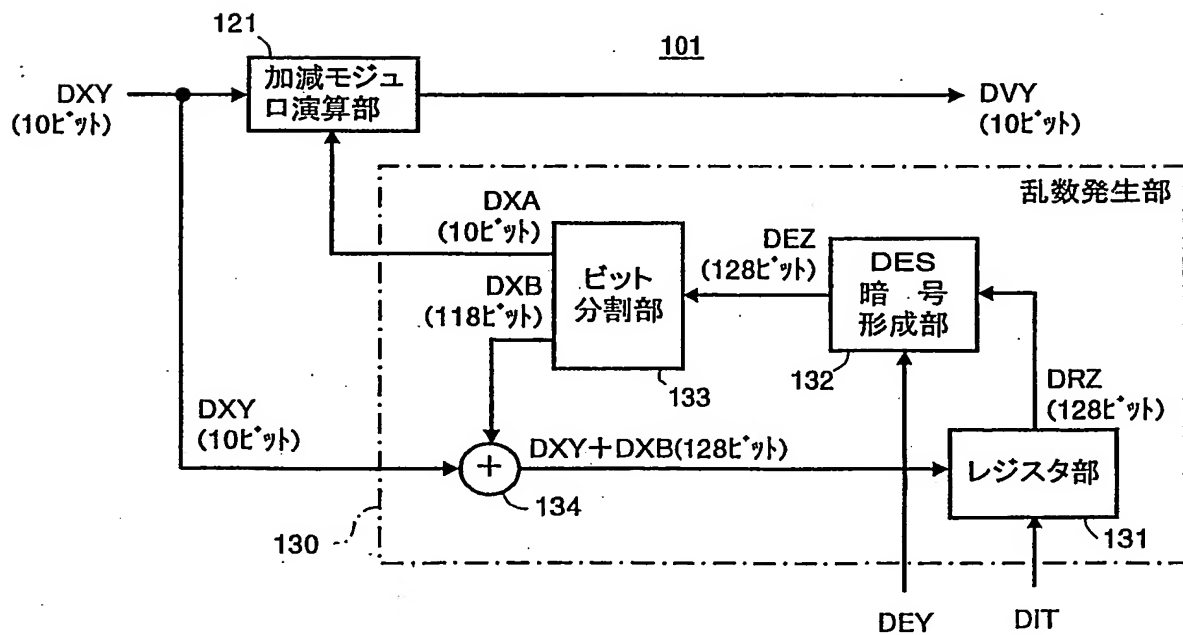 121
101
加減モジュ
ロ演算部
DXY
(10ビット)
DVY
(10ビット)
乱数発生部
DXA
(10ビット)
DXB
(118ビット)
ビット
分割部
133
DEZ
(128ビット)
DES
暗号
形成部
132
DRZ
(128ビット)
DXY
(10ビット)
+
134
DXY+DXB(128ビット)
レジスタ部
131
130
DEY
DIT